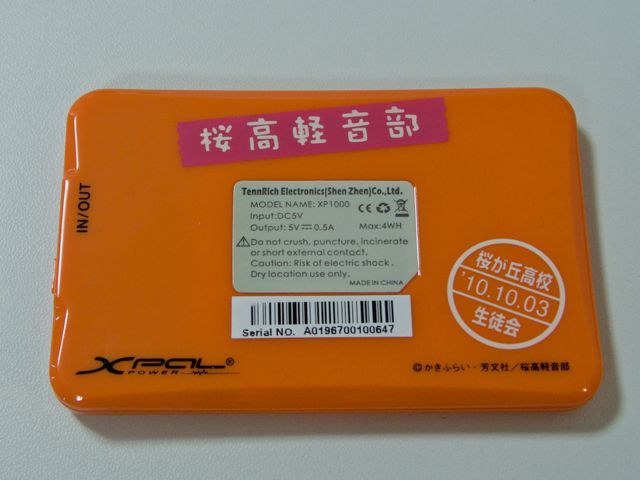 桜高軽音部
IN/OUT
TennRich Electronics(Shen Zhen)Co.,Ltd.
MODEL NAME: XP1000
Input:DC5V
Output: 5V⎓0.5A Max:4WH
Do not crush, puncture, incinerate
or short external contact.
Caution: Risk of electric shock.
Dry location use only.
MADE IN CHINA
桜が丘高校
'10.10.03
生徒会
Serial NO. A0196700100647
XPAL®
POWER
©かきふらい・芳文社/桜高軽音部